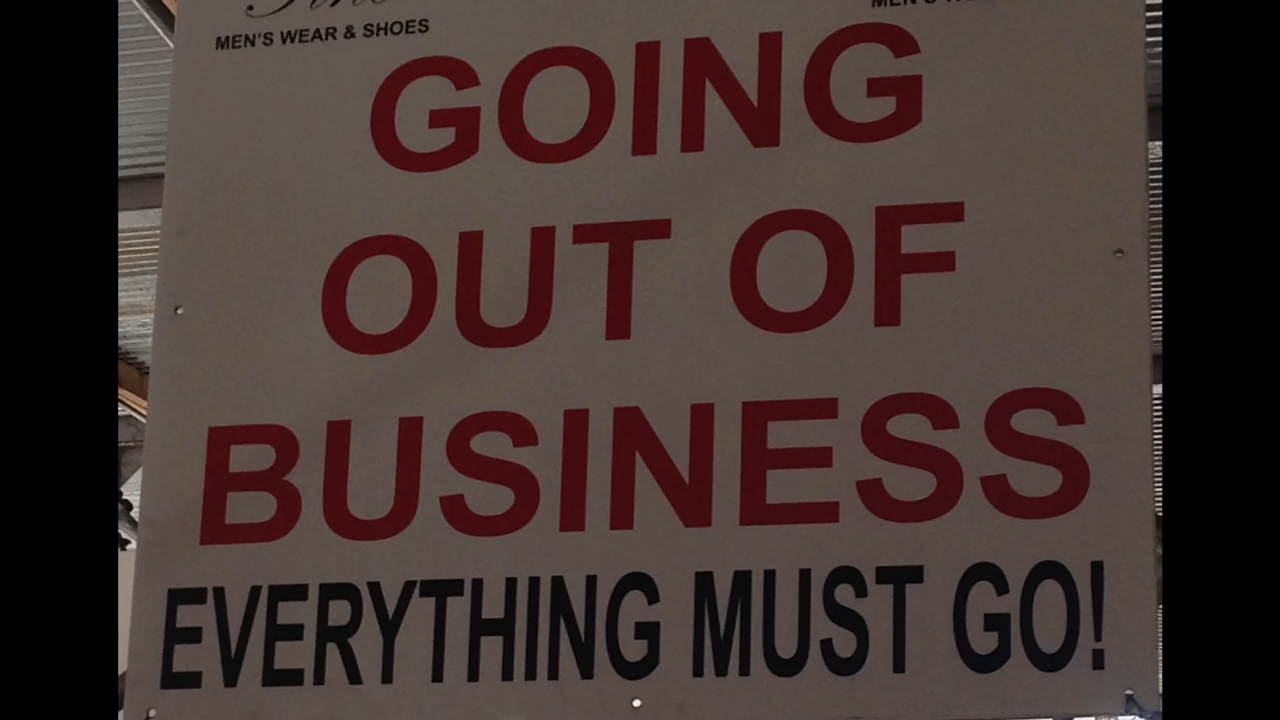 MEN'S WEAR & SHOES
GOING
OUT OF
BUSINESS
EVERYTHING MUST GO!